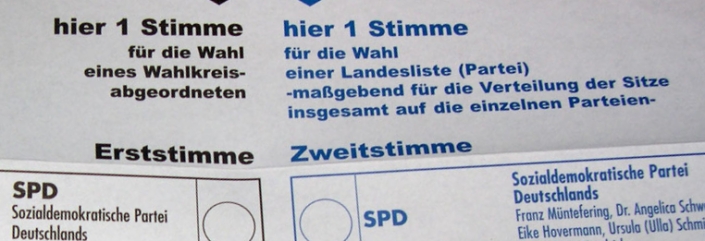 hier 1 Stimme
für die Wahl
eines Wahlkreis-
abgeordneten
Erststimme
hier 1 Stimme
für die Wahl
einer Landesliste (Partei)
-maßgebend für die Verteilung der Sitze
insgesamt auf die einzelnen Parteien-
Zweitstimme
SPD
Sozialdemokratische Partei
Deutschlands
SPD
Sozialdemokratische Partei
Deutschlands
Franz Müntefering, Dr. Angelica
Eike Hovermann, Ursula (Ulla)